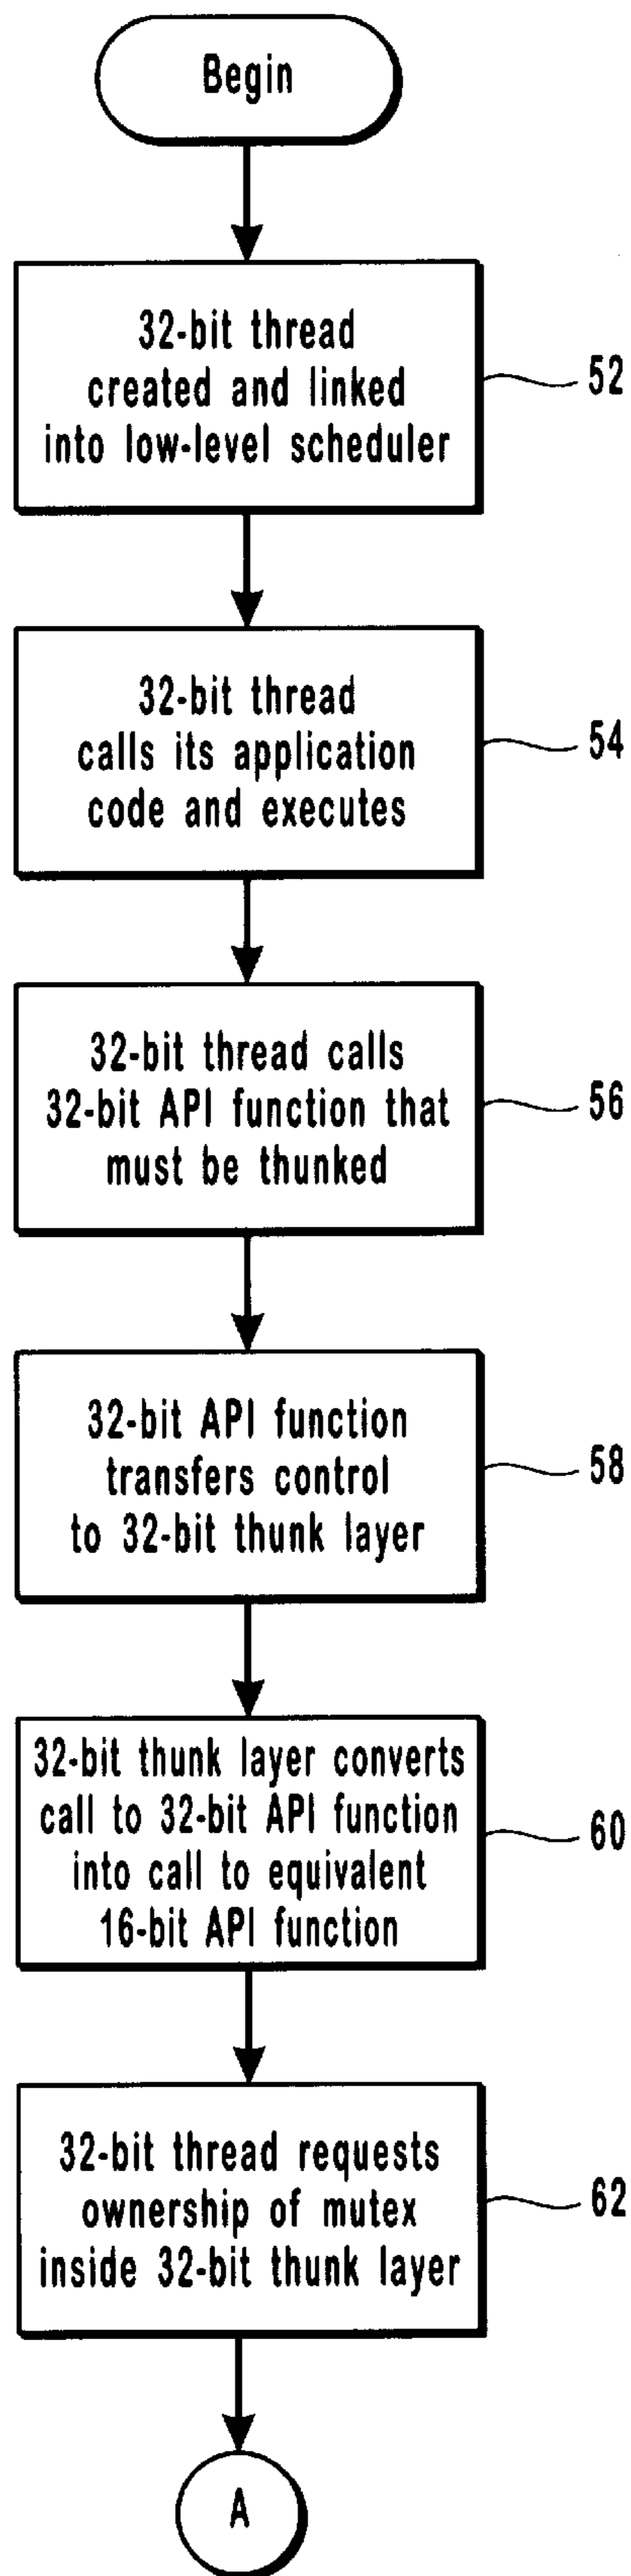 Begin
32-bit thread
created and linked
into low-level scheduler
52
32-bit thread
calls its application
code and executes
54
32-bit thread calls
32-bit API function that
must be thunked
56
32-bit API function
transfers control
to 32-bit thunk layer
58
32-bit thunk layer converts
call to 32-bit API function
into call to equivalent
16-bit API function
60
32-bit thread requests
ownership of mutex
inside 32-bit thunk layer
62
A